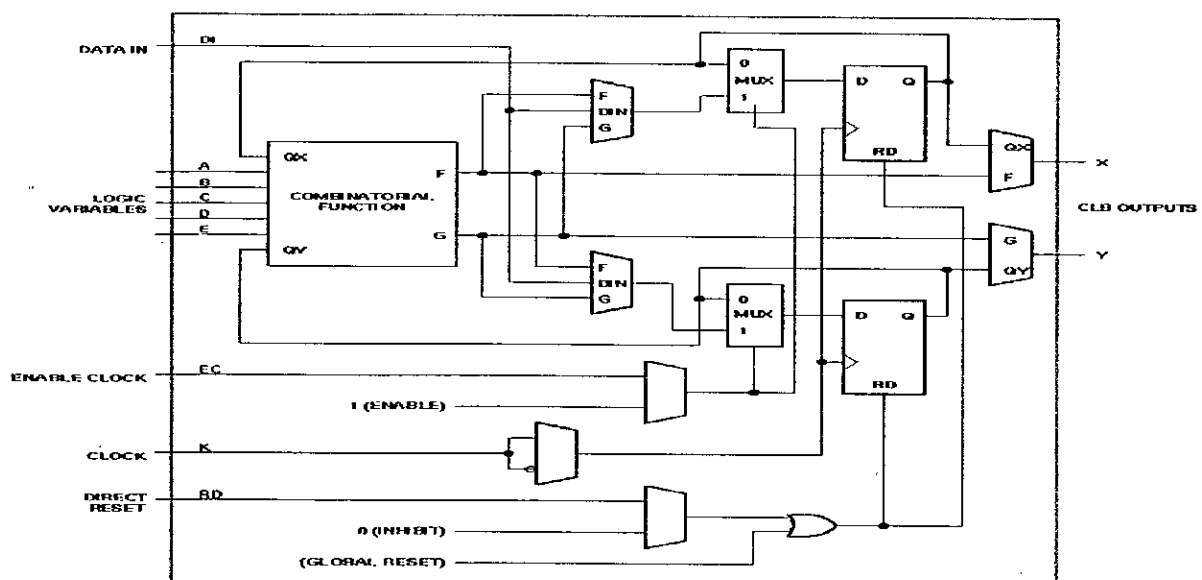 DATA IN
DI
0
MUX
1
D
Q
RD
F
DIN
G
QX
F
X
QX
A
B
C
D
E
QY
LOGIC
VARIABLES
COMBINATORIAL
FUNCTION
F
G
CLB OUTPUTS
G
QY
Y
F
DIN
G
0
MUX
1
D
Q
RD
ENABLE CLOCK
EC
1 (ENABLE)
CLOCK
K
DIRECT
RESET
RD
0 (INHIBIT)
(GLOBAL RESET)